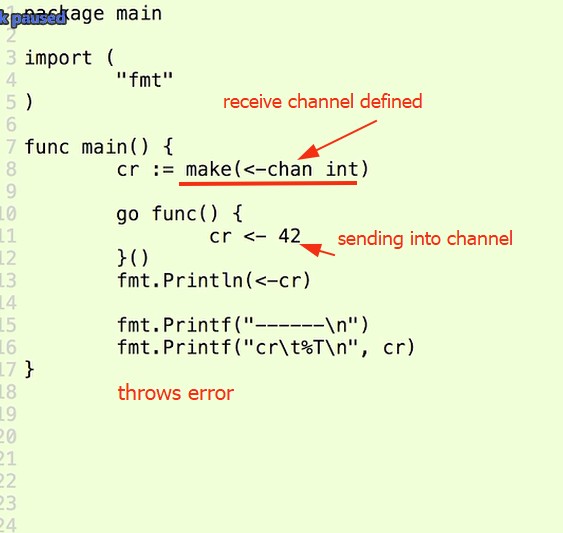 k paused
1 package main
2
3 import (
4 "fmt"
5 )
receive channel defined
6
7 func main() {
8 cr := make(<-chan int)
9
10 go func() {
11 cr <- 42 sending into channel
12 }()
13 fmt.Println(<-cr)
14
15 fmt.Printf("------\n")
16 fmt.Printf("cr\t%T\n", cr)
17 }
18 throws error
19
20
21
22
23
24